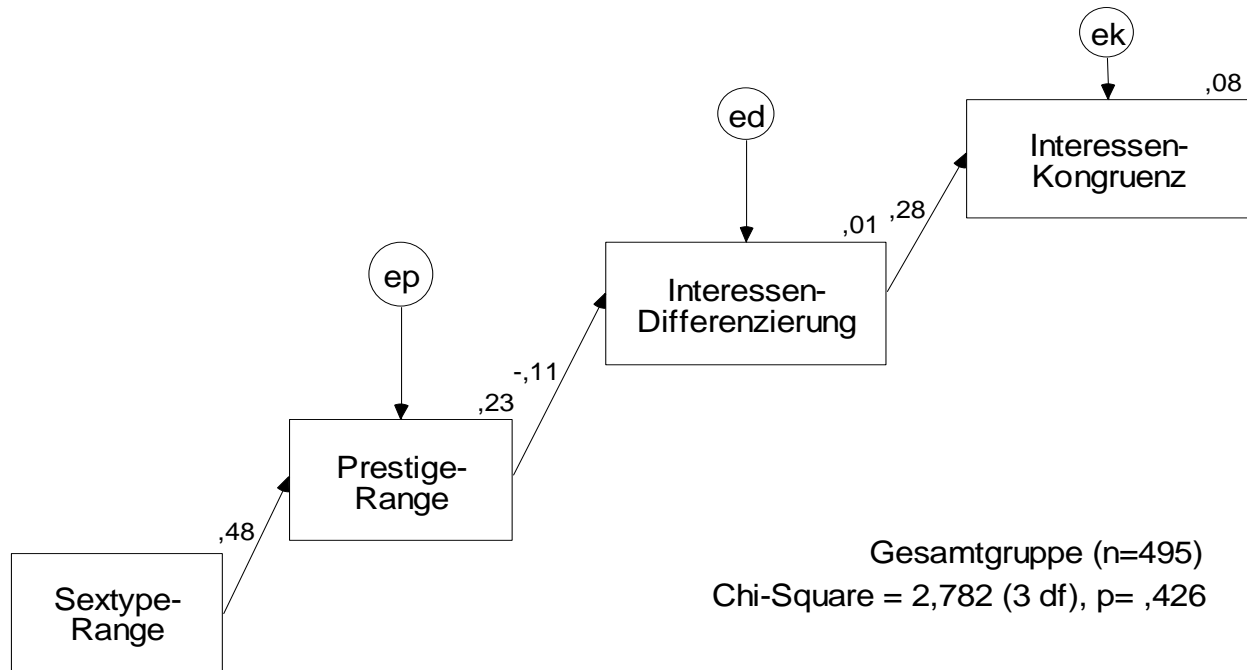 ek
,08
Interessen-
Kongruenz
ed
,28
,01
Interessen-
Differenzierung
ep
-,11
,23
Prestige-
Range
,48
Sextype-
Range
Gesamtgruppe (n=495)
Chi-Square = 2,782 (3 df), p= ,426